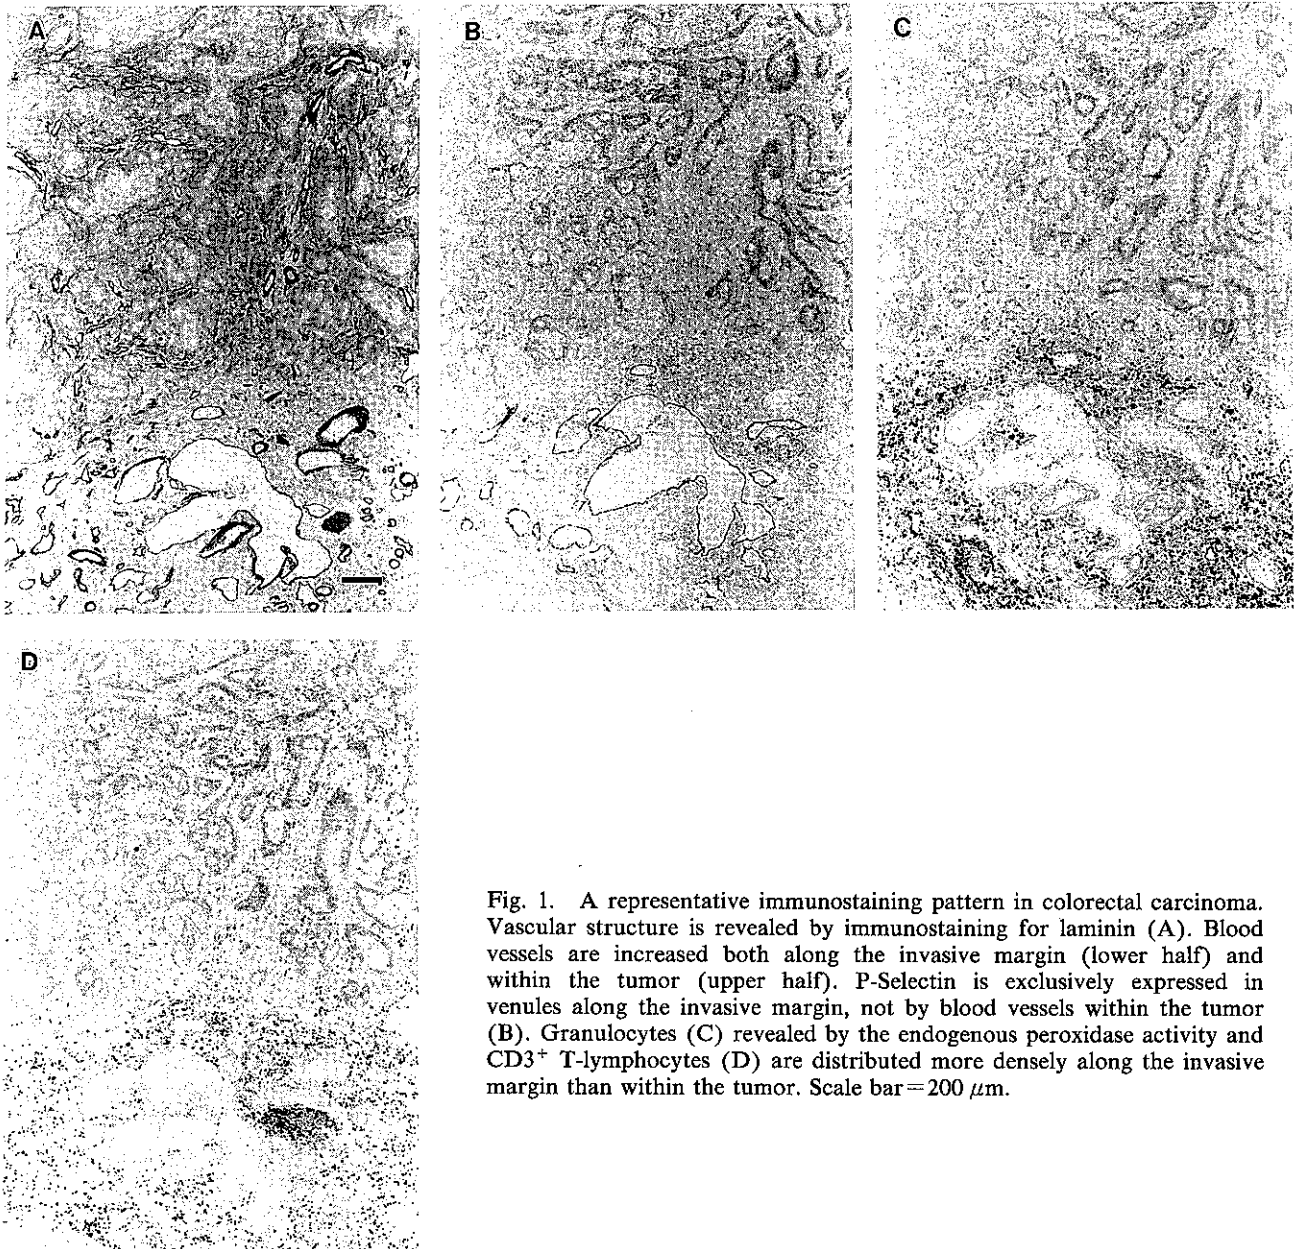 A
B
C
D
Fig. 1. A representative immunostaining pattern in colorectal carcinoma.
Vascular structure is revealed by immunostaining for laminin (A). Blood
vessels are increased both along the invasive margin (lower half) and
within the tumor (upper half). P-Selectin is exclusively expressed in
venules along the invasive margin, not by blood vessels within the tumor
(B). Granulocytes (C) revealed by the endogenous peroxidase activity and
CD3⁺ T-lymphocytes (D) are distributed more densely along the invasive
margin than within the tumor. Scale bar=200 μm.